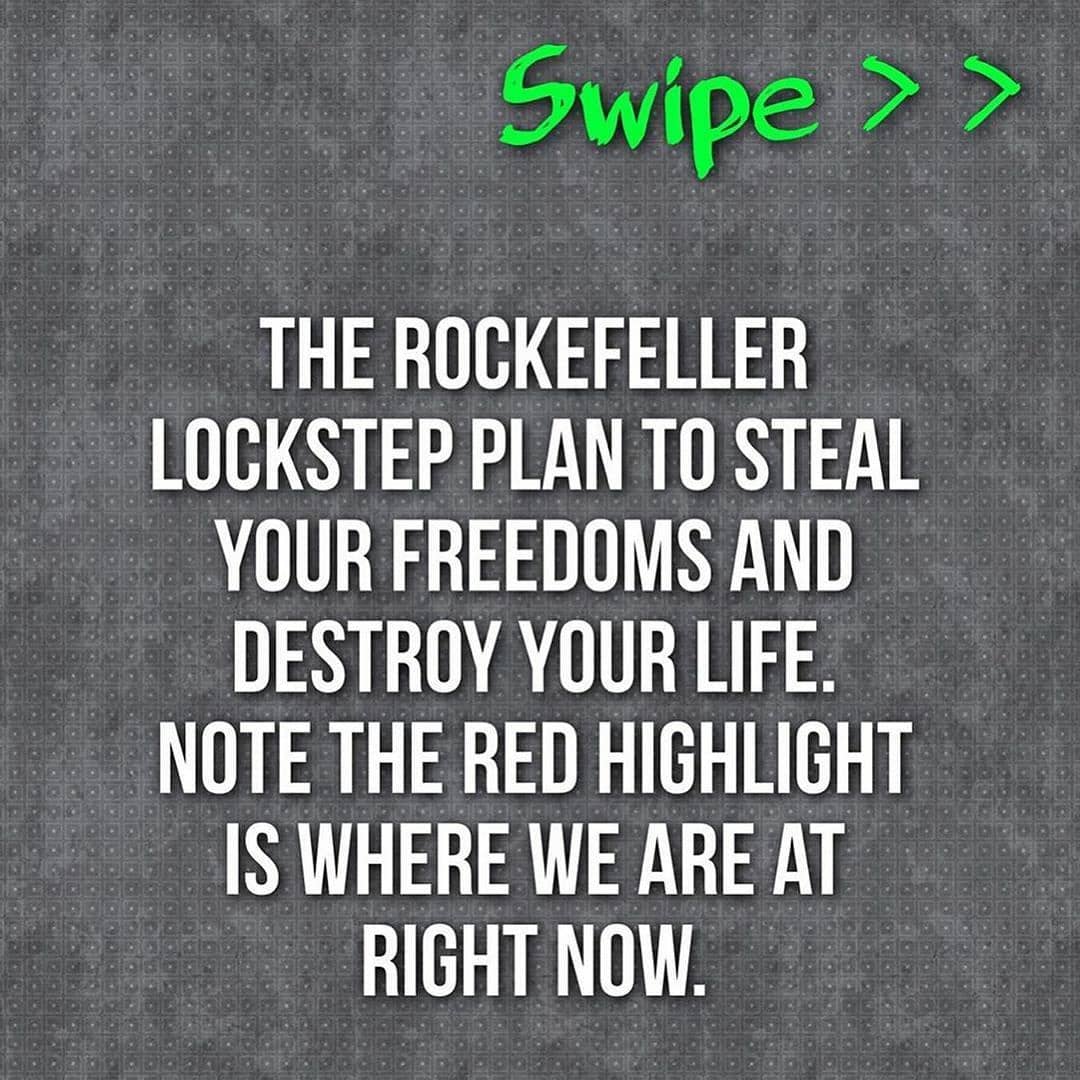 Swipe > >
THE ROCKEFELLER
LOCKSTEP PLAN TO STEAL
YOUR FREEDOMS AND
DESTROY YOUR LIFE.
NOTE THE RED HIGHLIGHT
IS WHERE WE ARE AT
RIGHT NOW.